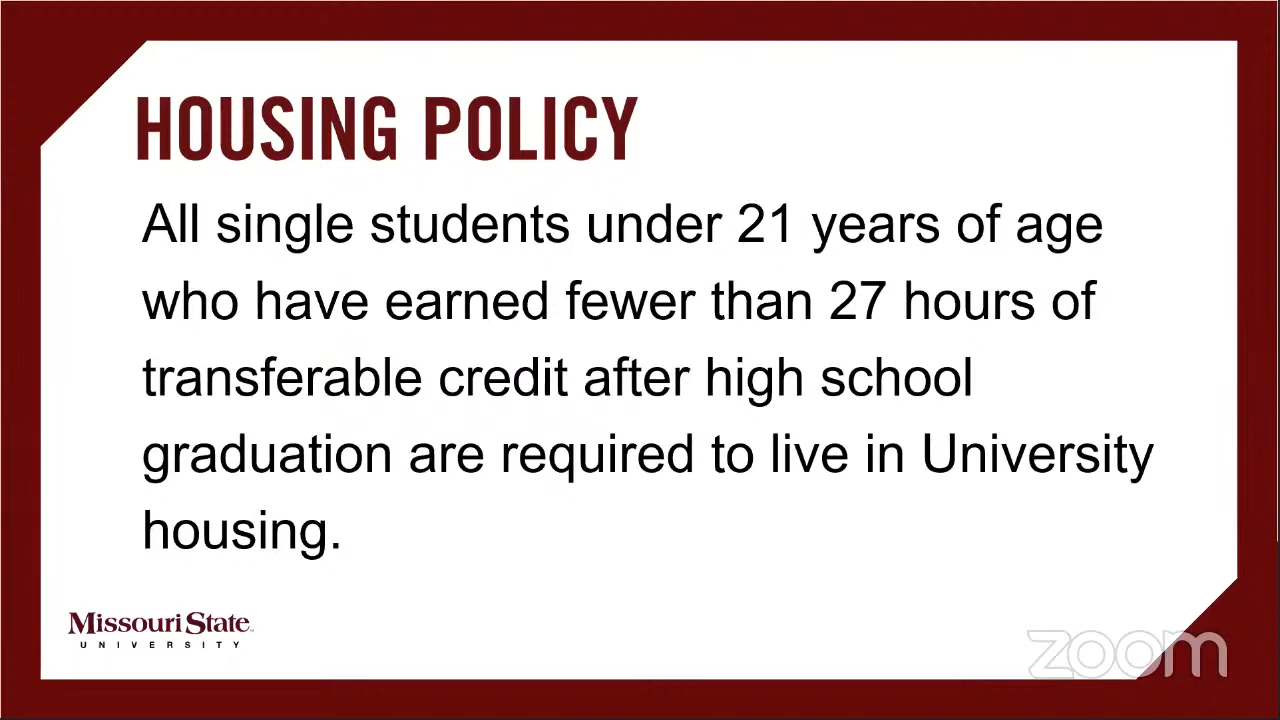 HOUSING POLICY
All single students under 21 years of age
who have earned fewer than 27 hours of
transferable credit after high school
graduation are required to live in University
housing.
Missouri State
UNIVERSITY
zoom